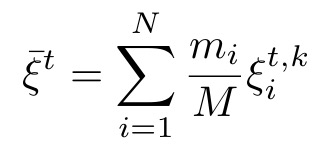 $\bar{\xi}^{t} = \sum_{i=1}^{N} \frac{m_i}{M} \xi_i^{t,k}$